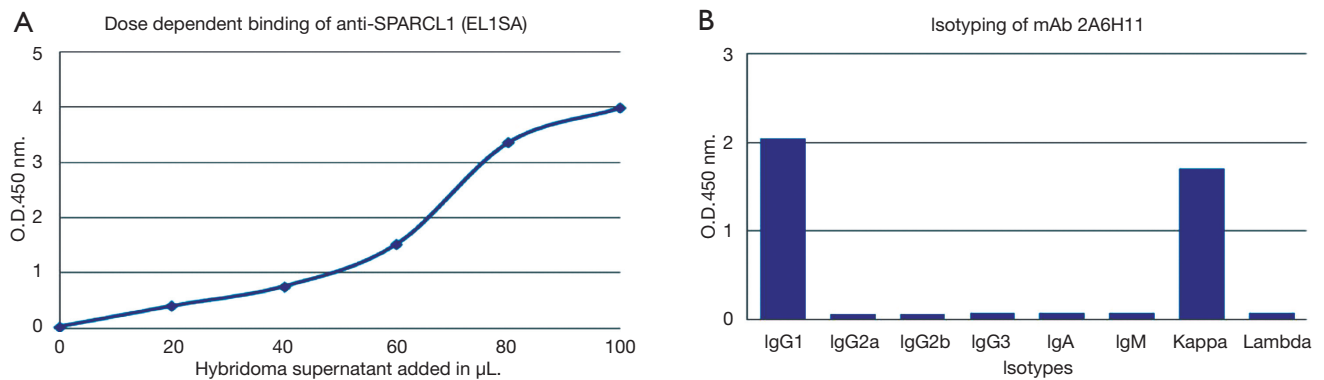 A
Dose dependent binding of anti-SPARCL1 (EL1SA)
5
4
3
2
1
0
O.D.450 nm.
0 20 40 60 80 100
Hybridoma supernatant added in µL.
B
Isotyping of mAb 2A6H11
3
2
1
0
O.D.450 nm.
IgG1 IgG2a IgG2b IgG3 IgA IgM Kappa Lambda
Isotypes